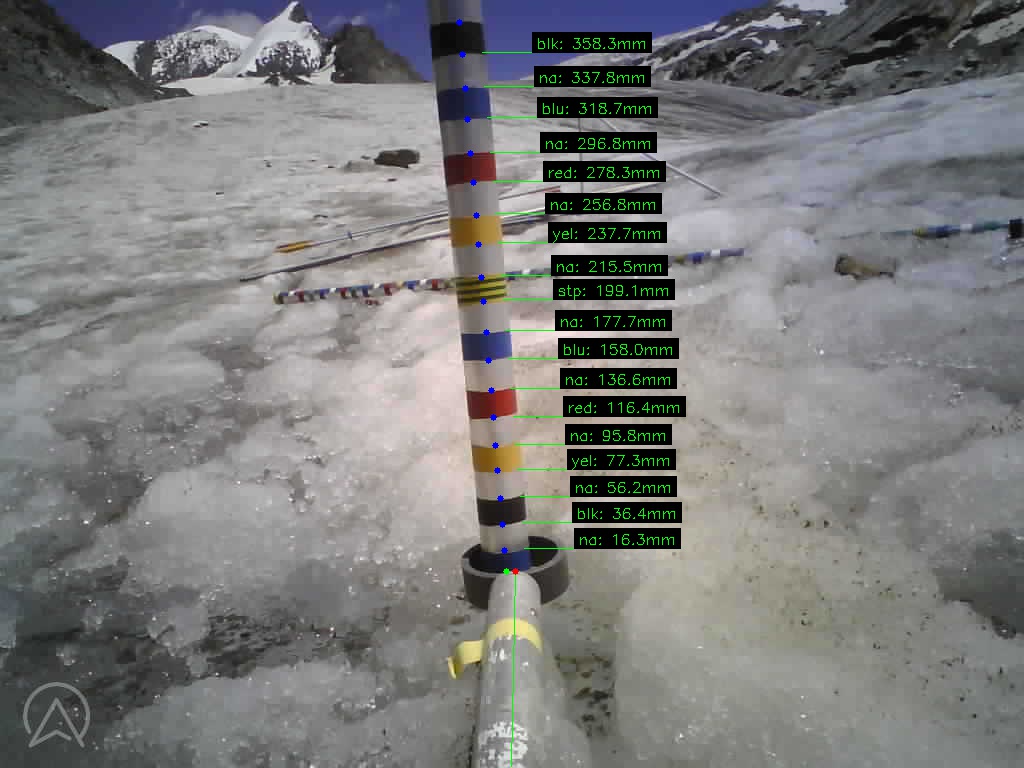 blk: 358.3mm
na: 337.8mm
blu: 318.7mm
na: 296.8mm
red: 278.3mm
na: 256.8mm
yel: 237.7mm
na: 215.5mm
stp: 199.1mm
na: 177.7mm
blu: 158.0mm
na: 136.6mm
red: 116.4mm
na: 95.8mm
yel: 77.3mm
na: 56.2mm
blk: 36.4mm
na: 16.3mm